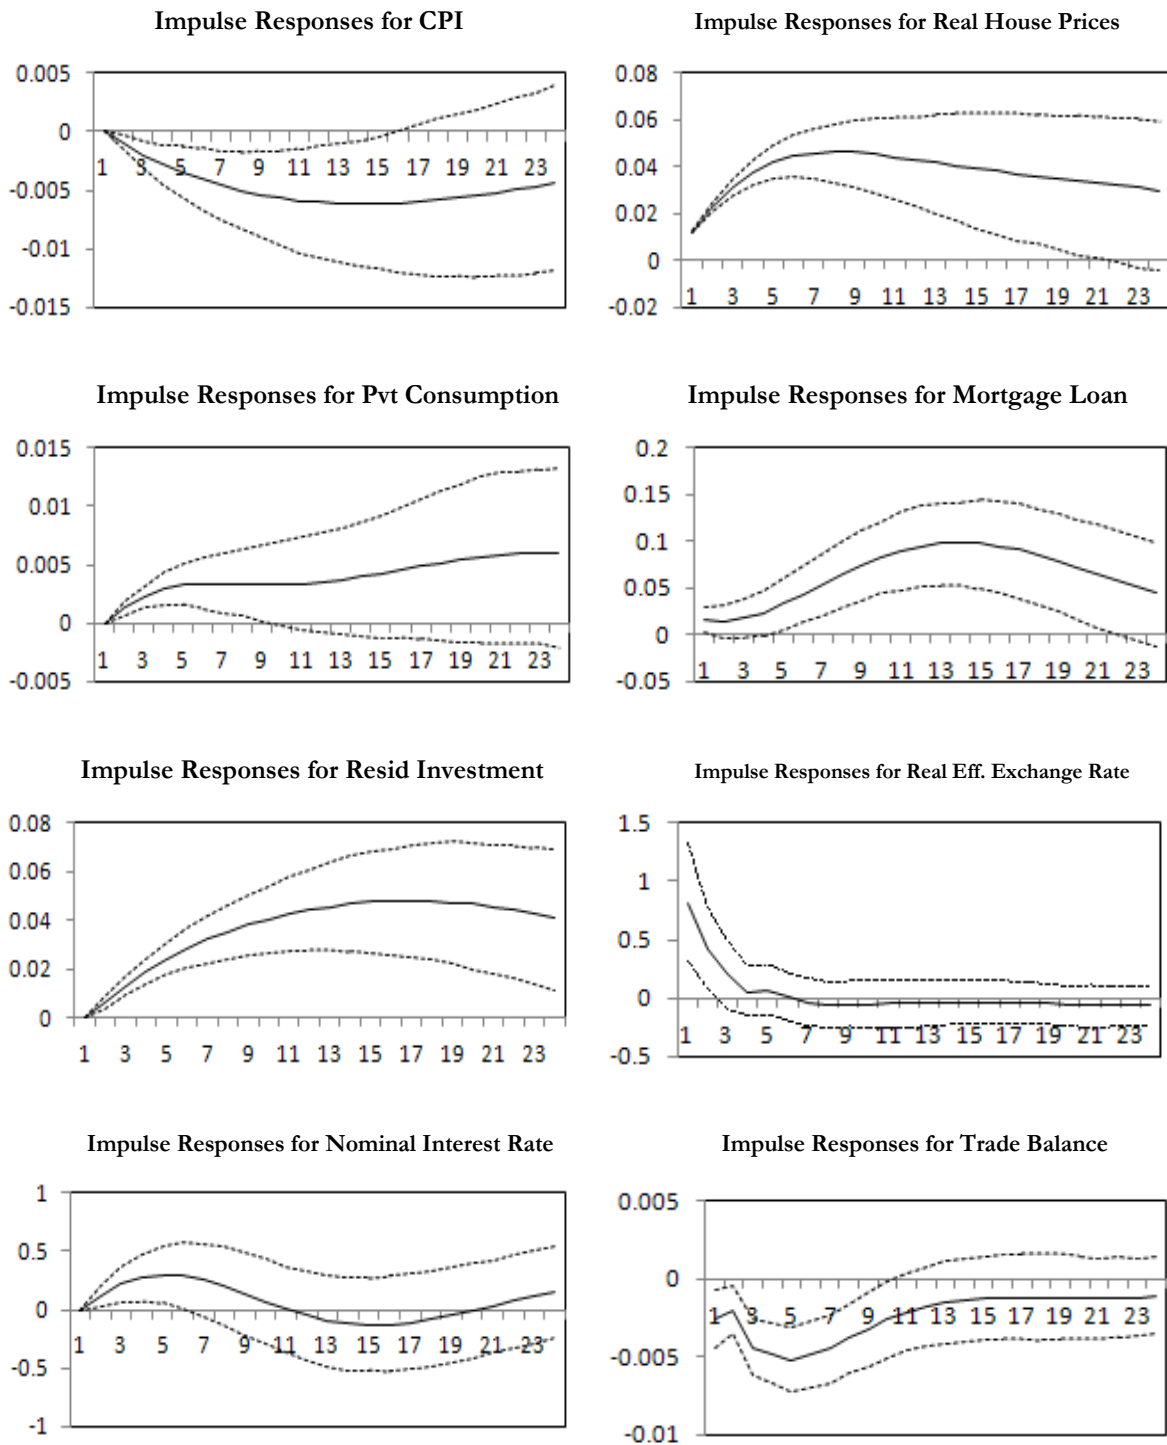 Impulse Responses for CPI
0.005
0
-0.005
-0.01
-0.015
1 3 5 7 9 11 13 15 17 19 21 23
Impulse Responses for Real House Prices
0.08
0.06
0.04
0.02
0
-0.02
1 3 5 7 9 11 13 15 17 19 21 23
Impulse Responses for Pvt Consumption
0.015
0.01
0.005
0
-0.005
1 3 5 7 9 11 13 15 17 19 21 23
Impulse Responses for Mortgage Loan
0.2
0.15
0.1
0.05
0
-0.05
1 3 5 7 9 11 13 15 17 19 21 23
Impulse Responses for Resid Investment
0.08
0.06
0.04
0.02
0
1 3 5 7 9 11 13 15 17 19 21 23
Impulse Responses for Real Eff. Exchange Rate
1.5
1
0.5
0
-0.5
1 3 5 7 9 11 13 15 17 19 21 23
Impulse Responses for Nominal Interest Rate
1
0.5
0
-0.5
-1
1 3 5 7 9 11 13 15 17 19 21 23
Impulse Responses for Trade Balance
0.005
0
-0.005
-0.01
1 3 5 7 9 11 13 15 17 19 21 23